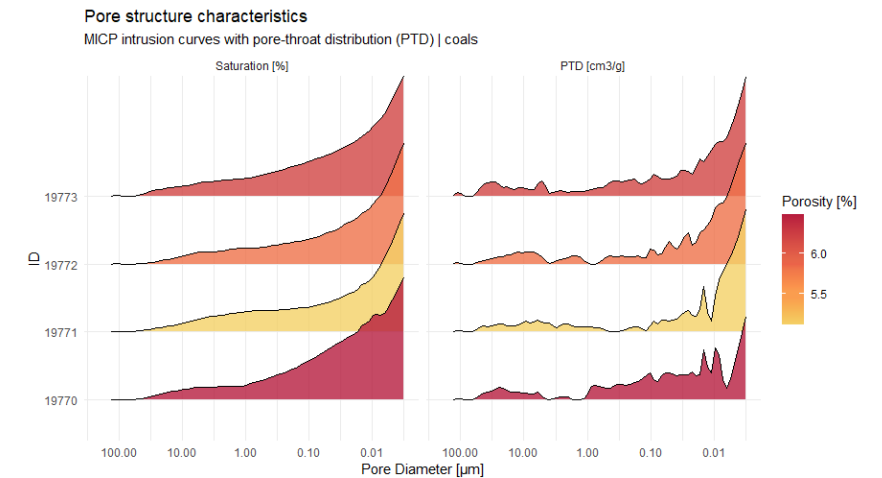 Pore structure characteristics
MICP intrusion curves with pore-throat distribution (PTD) | coals
Saturation [%]
PTD [cm3/g]
ID
19773
19772
19771
19770
100.00 10.00 1.00 0.10 0.01
100.00 10.00 1.00 0.10 0.01
Pore Diameter [µm]
Porosity [%]
6.0
5.5